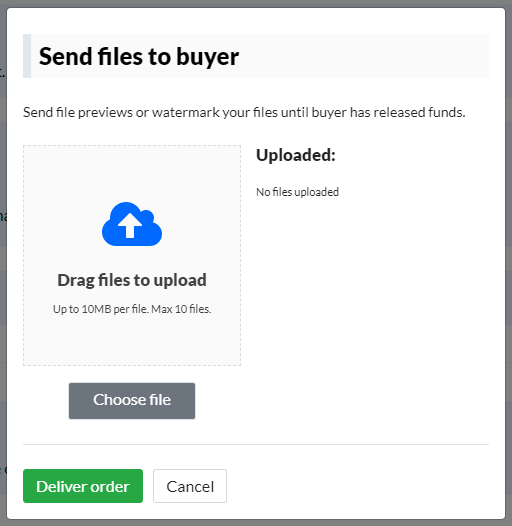 Send files to buyer
Send file previews or watermark your files until buyer has released funds.
Uploaded:
No files uploaded
Drag files to upload
Up to 10MB per file. Max 10 files.
Choose file
Deliver order
Cancel